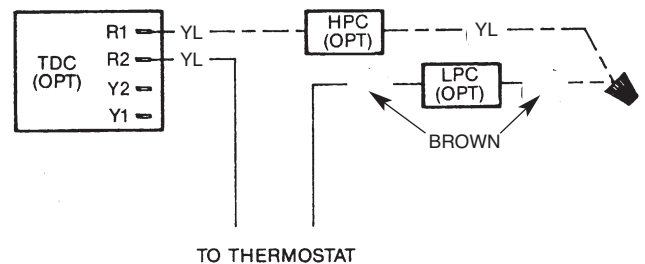 R1 YL HPC YL
(OPT)
TDC R2 YL
(OPT)
LPC
(OPT)
Y2
Y1
BROWN
TO THERMOSTAT